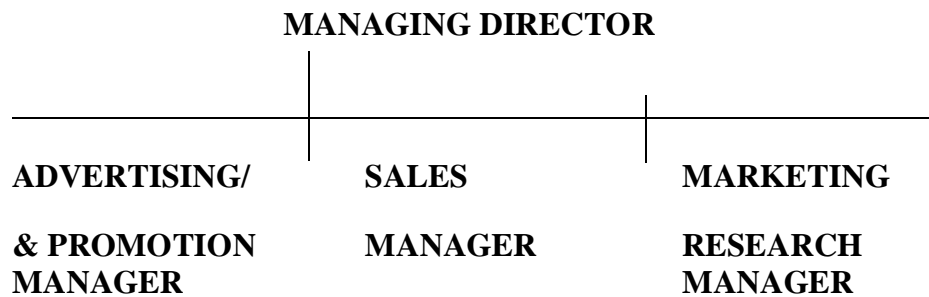 MANAGING DIRECTOR
ADVERTISING/ SALES MARKETING
& PROMOTION MANAGER RESEARCH
MANAGER MANAGER